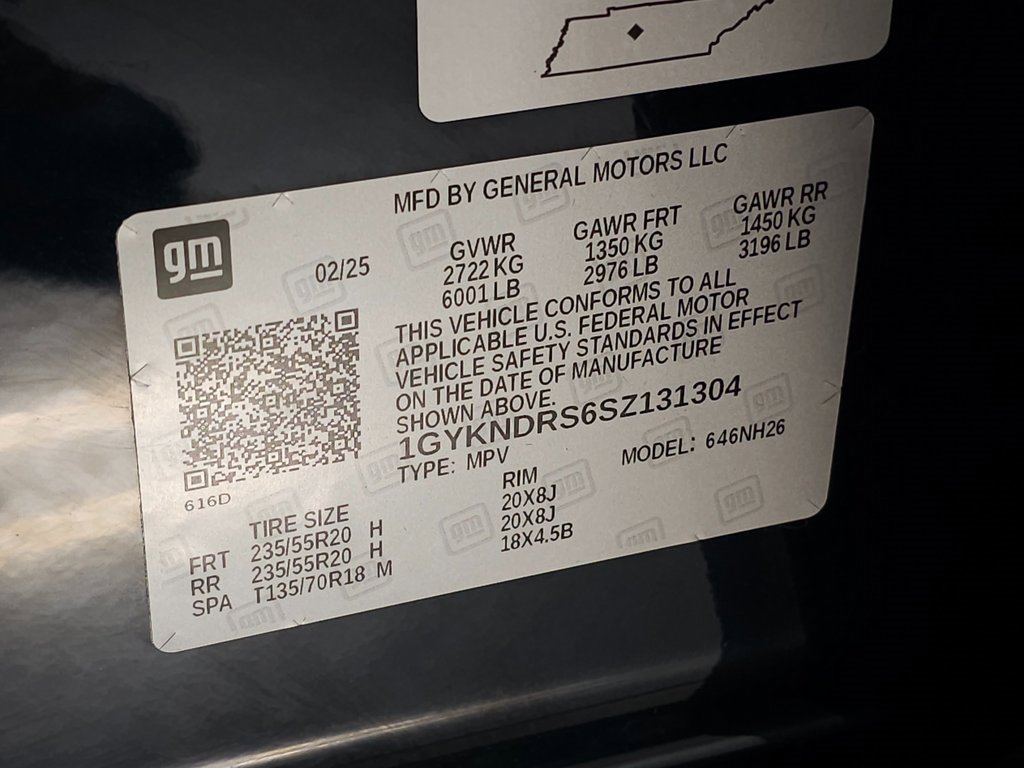 MFD BY GENERAL MOTORS LLC
gm
02/25
GVWR
2722 KG
6001 LB
GAWR FRT
1350 KG
2976 LB
GAWR RR
1450 KG
3196 LB
THIS VEHICLE CONFORMS TO ALL
APPLICABLE U.S. FEDERAL MOTOR
VEHICLE SAFETY STANDARDS IN EFFECT
ON THE DATE OF MANUFACTURE
SHOWN ABOVE.
1GYKNDRS6SZ131304
TYPE: MPV
MODEL: 646NH26
616D
TIRE SIZE
RIM
FRT 235/55R20 H 20X8J
RR 235/55R20 H 20X8J
SPA T135/70R18 M 18X4.5B